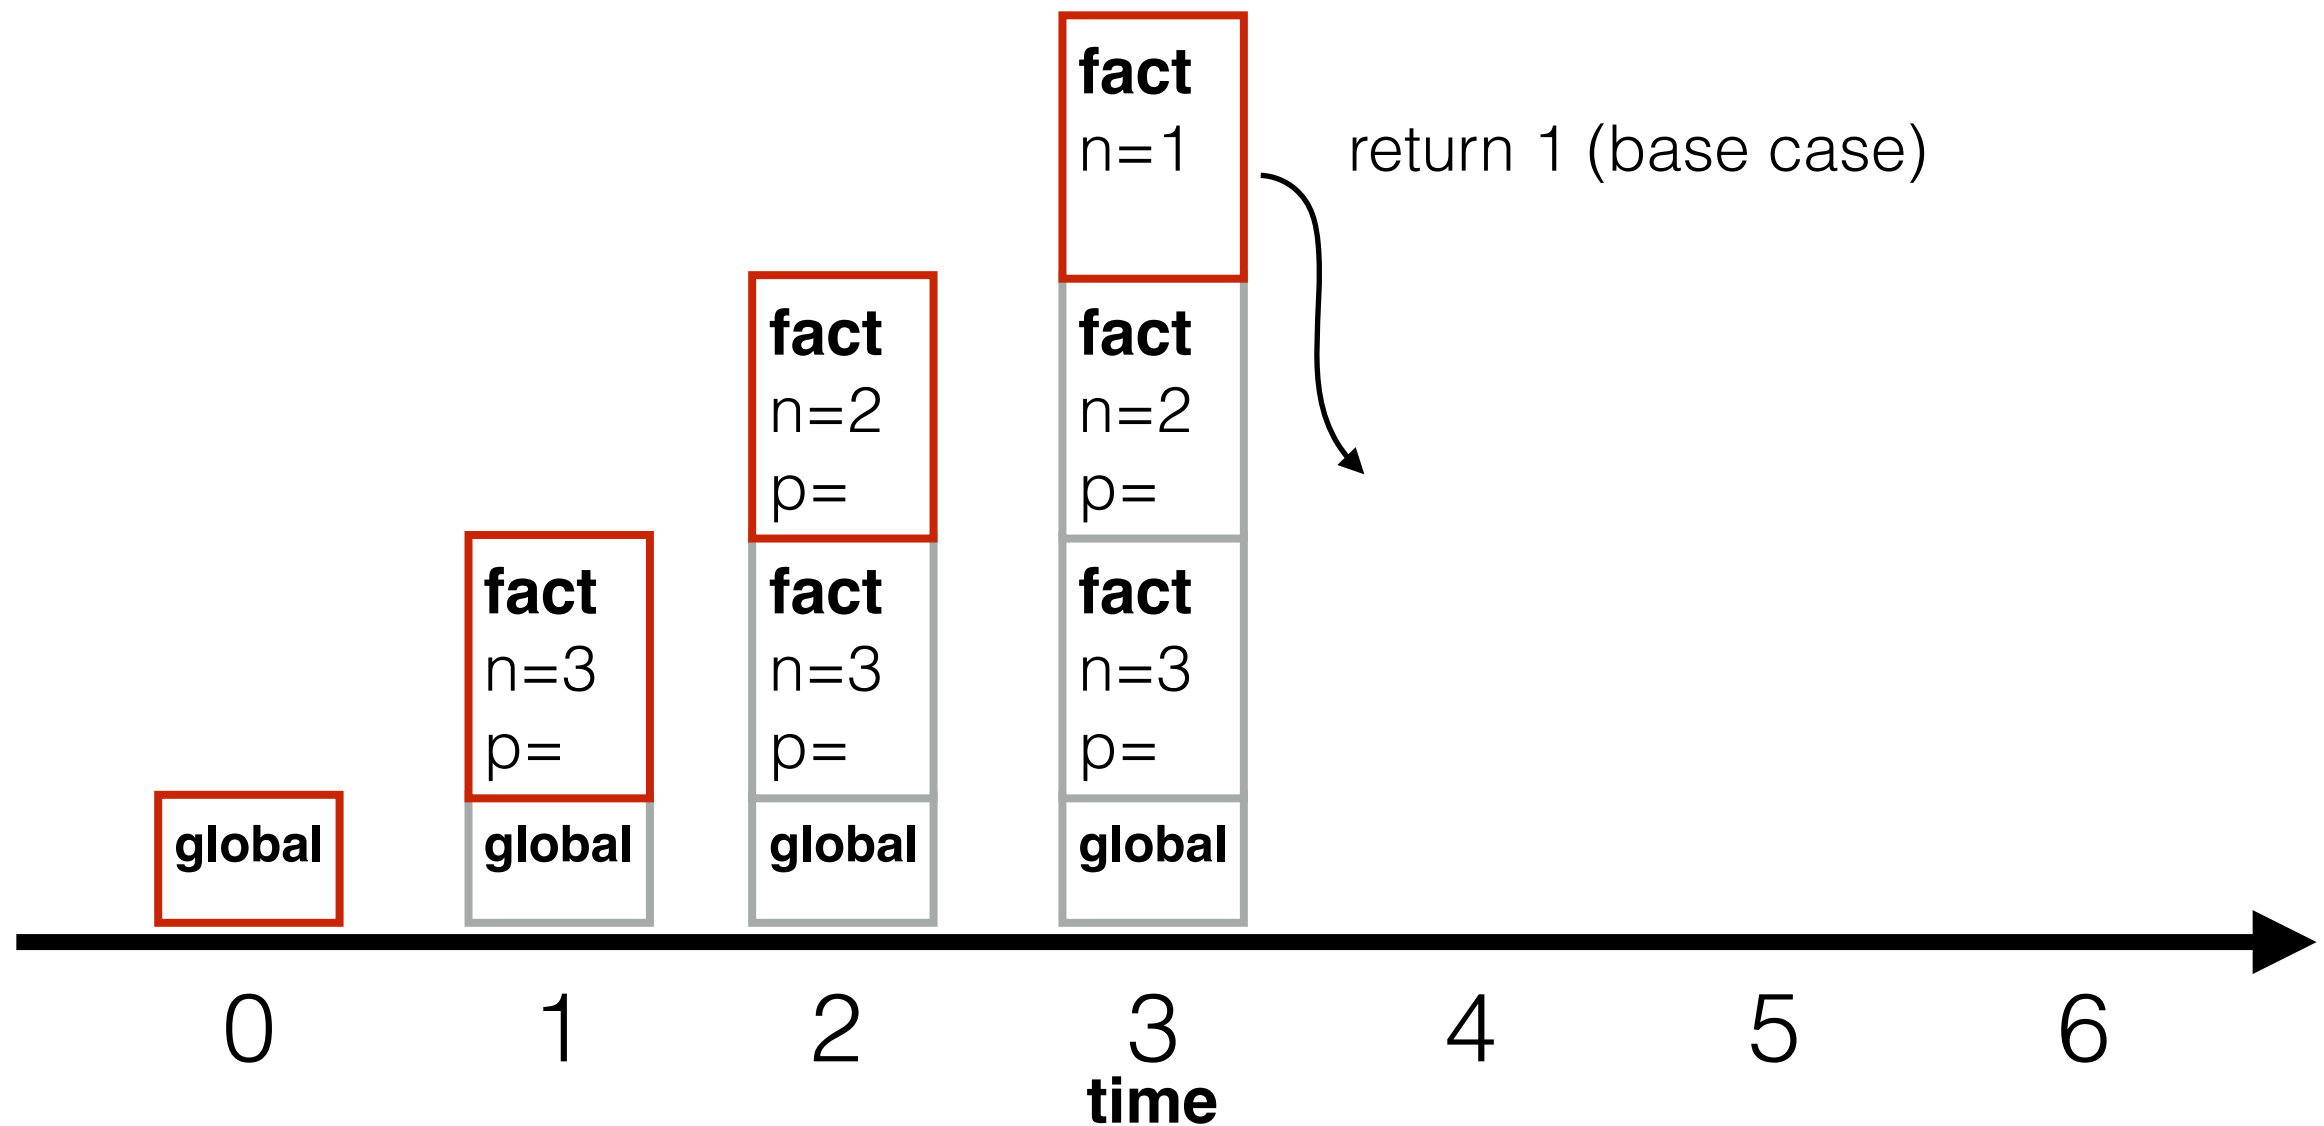 fact
n=1
return 1 (base case)
fact
n=2
p=
fact
n=2
p=
fact
n=3
p=
fact
n=3
p=
fact
n=3
p=
global
global
global
global
0 1 2 3 4 5 6
time